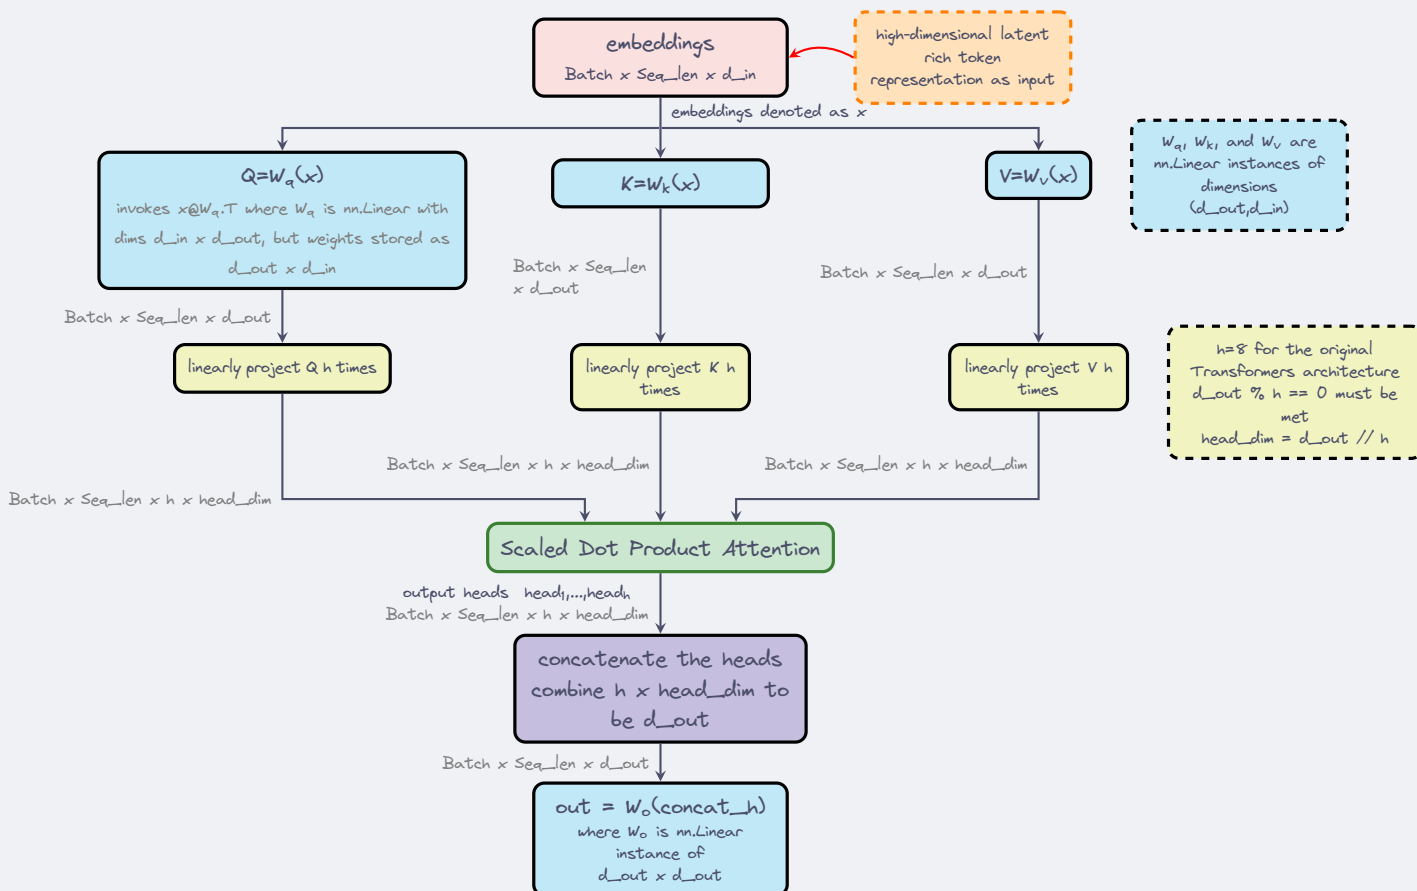 embeddings
Batch x Seq_len x d_in
high-dimensional latent
rich token
representation as input
embeddings denoted as x
Q=Wq(x)
invokes x@Wq.T where Wq is nn.Linear with
dims d_in x d_out, but weights stored as
d_out x d_in
K=Wk(x)
V=Wv(x)
Wq, Wk, and Wv are
nn.Linear instances of
dimensions
(d_out,d_in)
Batch x Seq_len x d_out
Batch x Seq_len
x d_out
Batch x Seq_len x d_out
linearly project Q h times
linearly project K h
times
linearly project V h
times
h=8 for the original
Transformers architecture
d_out % h == 0 must be
met
head_dim = d_out // h
Batch x Seq_len x h x head_dim
Batch x Seq_len x h x head_dim
Batch x Seq_len x h x head_dim
Scaled Dot Product Attention
output heads head1,...,headh
Batch x Seq_len x h x head_dim
concatenate the heads
combine h x head_dim to
be d_out
Batch x Seq_len x d_out
out = Wo(concat_h)
where Wo is nn.Linear
instance of
d_out x d_out